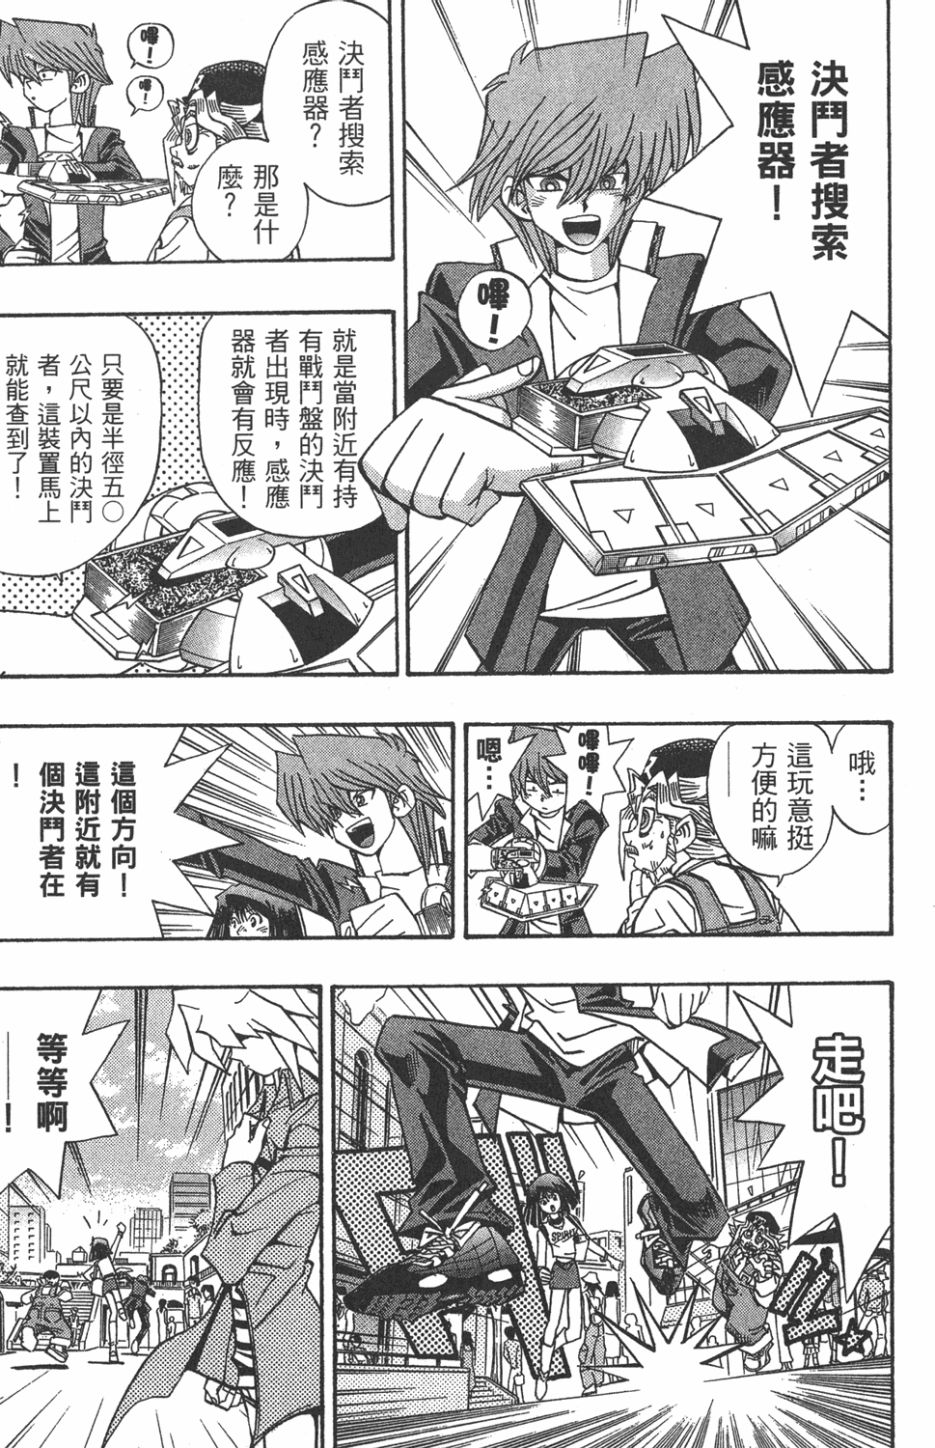 決鬥者搜索
感應器！
嗶！
決鬥者搜索
感應器？
那是什
麼？
嗶！
嗶！
就是當附近有持
有戰鬥盤的決鬥
者出現時，感應
器就會有反應！
只要是半徑五〇
公尺以內的決鬥
者，這裝置馬上
就能查到了！
哦…
這玩意挺
方便的嘛
──
嗶嗶！
嗯…
這個方向！
這附近就有
個決鬥者在
！
走吧！
SPIRIT
等等啊
──！